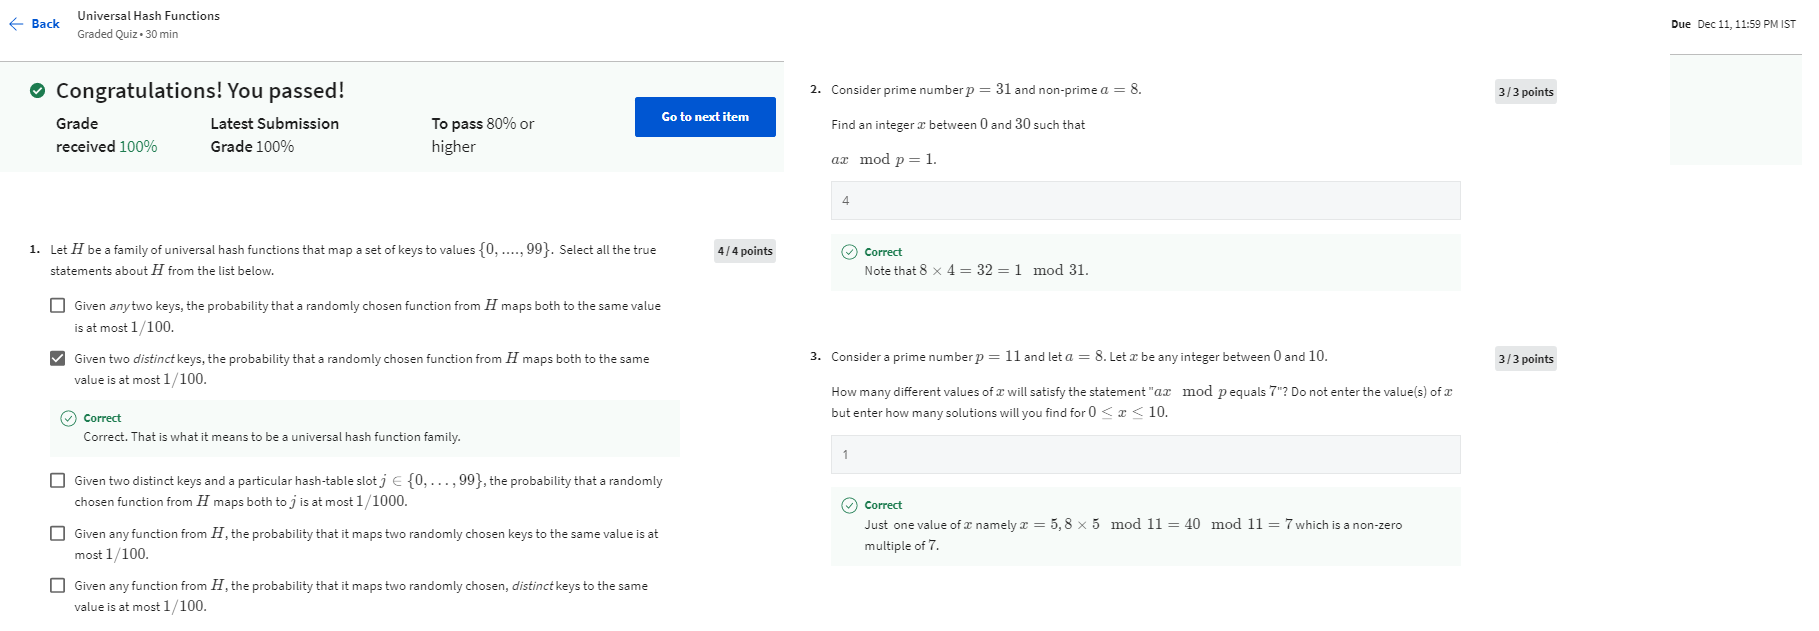 Back
Universal Hash Functions
Graded Quiz • 30 min
Due Dec 11, 11:59 PM IST
Congratulations! You passed!
Grade
received 100%
Latest Submission
Grade 100%
To pass 80% or
higher
Go to next item
1. Let H be a family of universal hash functions that map a set of keys to values {0, ...., 99}. Select all the true
statements about H from the list below.
4 / 4 points
Given any two keys, the probability that a randomly chosen function from H maps both to the same value
is at most 1/100.
Given two distinct keys, the probability that a randomly chosen function from H maps both to the same
value is at most 1/100.
Correct
Correct. That is what it means to be a universal hash function family.
Given two distinct keys and a particular hash-table slot j ∈ {0, . . . , 99}, the probability that a randomly
chosen function from H maps both to j is at most 1/1000.
Given any function from H, the probability that it maps two randomly chosen keys to the same value is at
most 1/100.
Given any function from H, the probability that it maps two randomly chosen, distinct keys to the same
value is at most 1/100.
2. Consider prime number p = 31 and non-prime a = 8.
3 / 3 points
Find an integer x between 0 and 30 such that
ax mod p = 1.
4
Correct
Note that 8 × 4 = 32 = 1 mod 31.
3. Consider a prime number p = 11 and let a = 8. Let x be any integer between 0 and 10.
3 / 3 points
How many different values of x will satisfy the statement "ax mod p equals 7"? Do not enter the value(s) of x
but enter how many solutions will you find for 0 ≤ x ≤ 10.
1
Correct
Just one value of x namely x = 5, 8 × 5 mod 11 = 40 mod 11 = 7 which is a non-zero
multiple of 7.